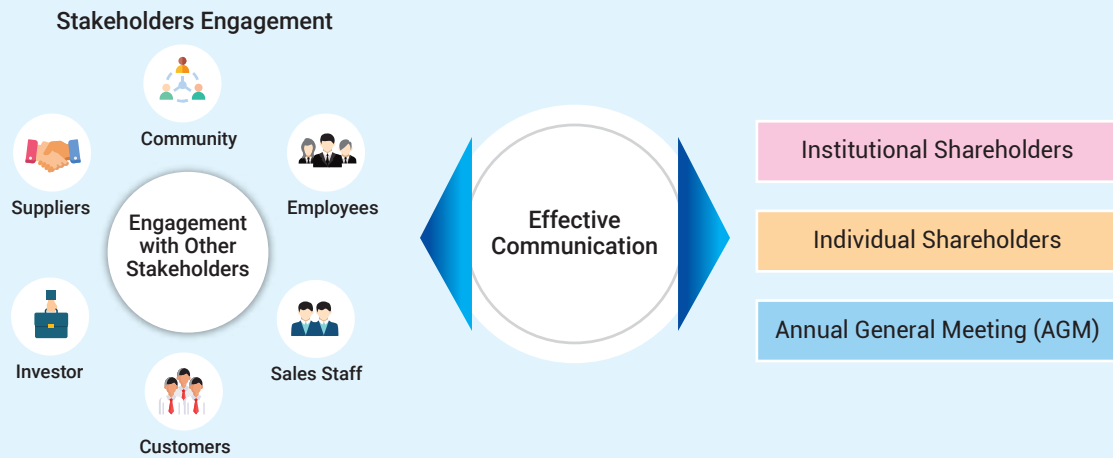 Stakeholders Engagement
Community
Suppliers
Employees
Engagement
with Other
Stakeholders
Investor
Sales Staff
Customers
Effective
Communication
Institutional Shareholders
Individual Shareholders
Annual General Meeting (AGM)